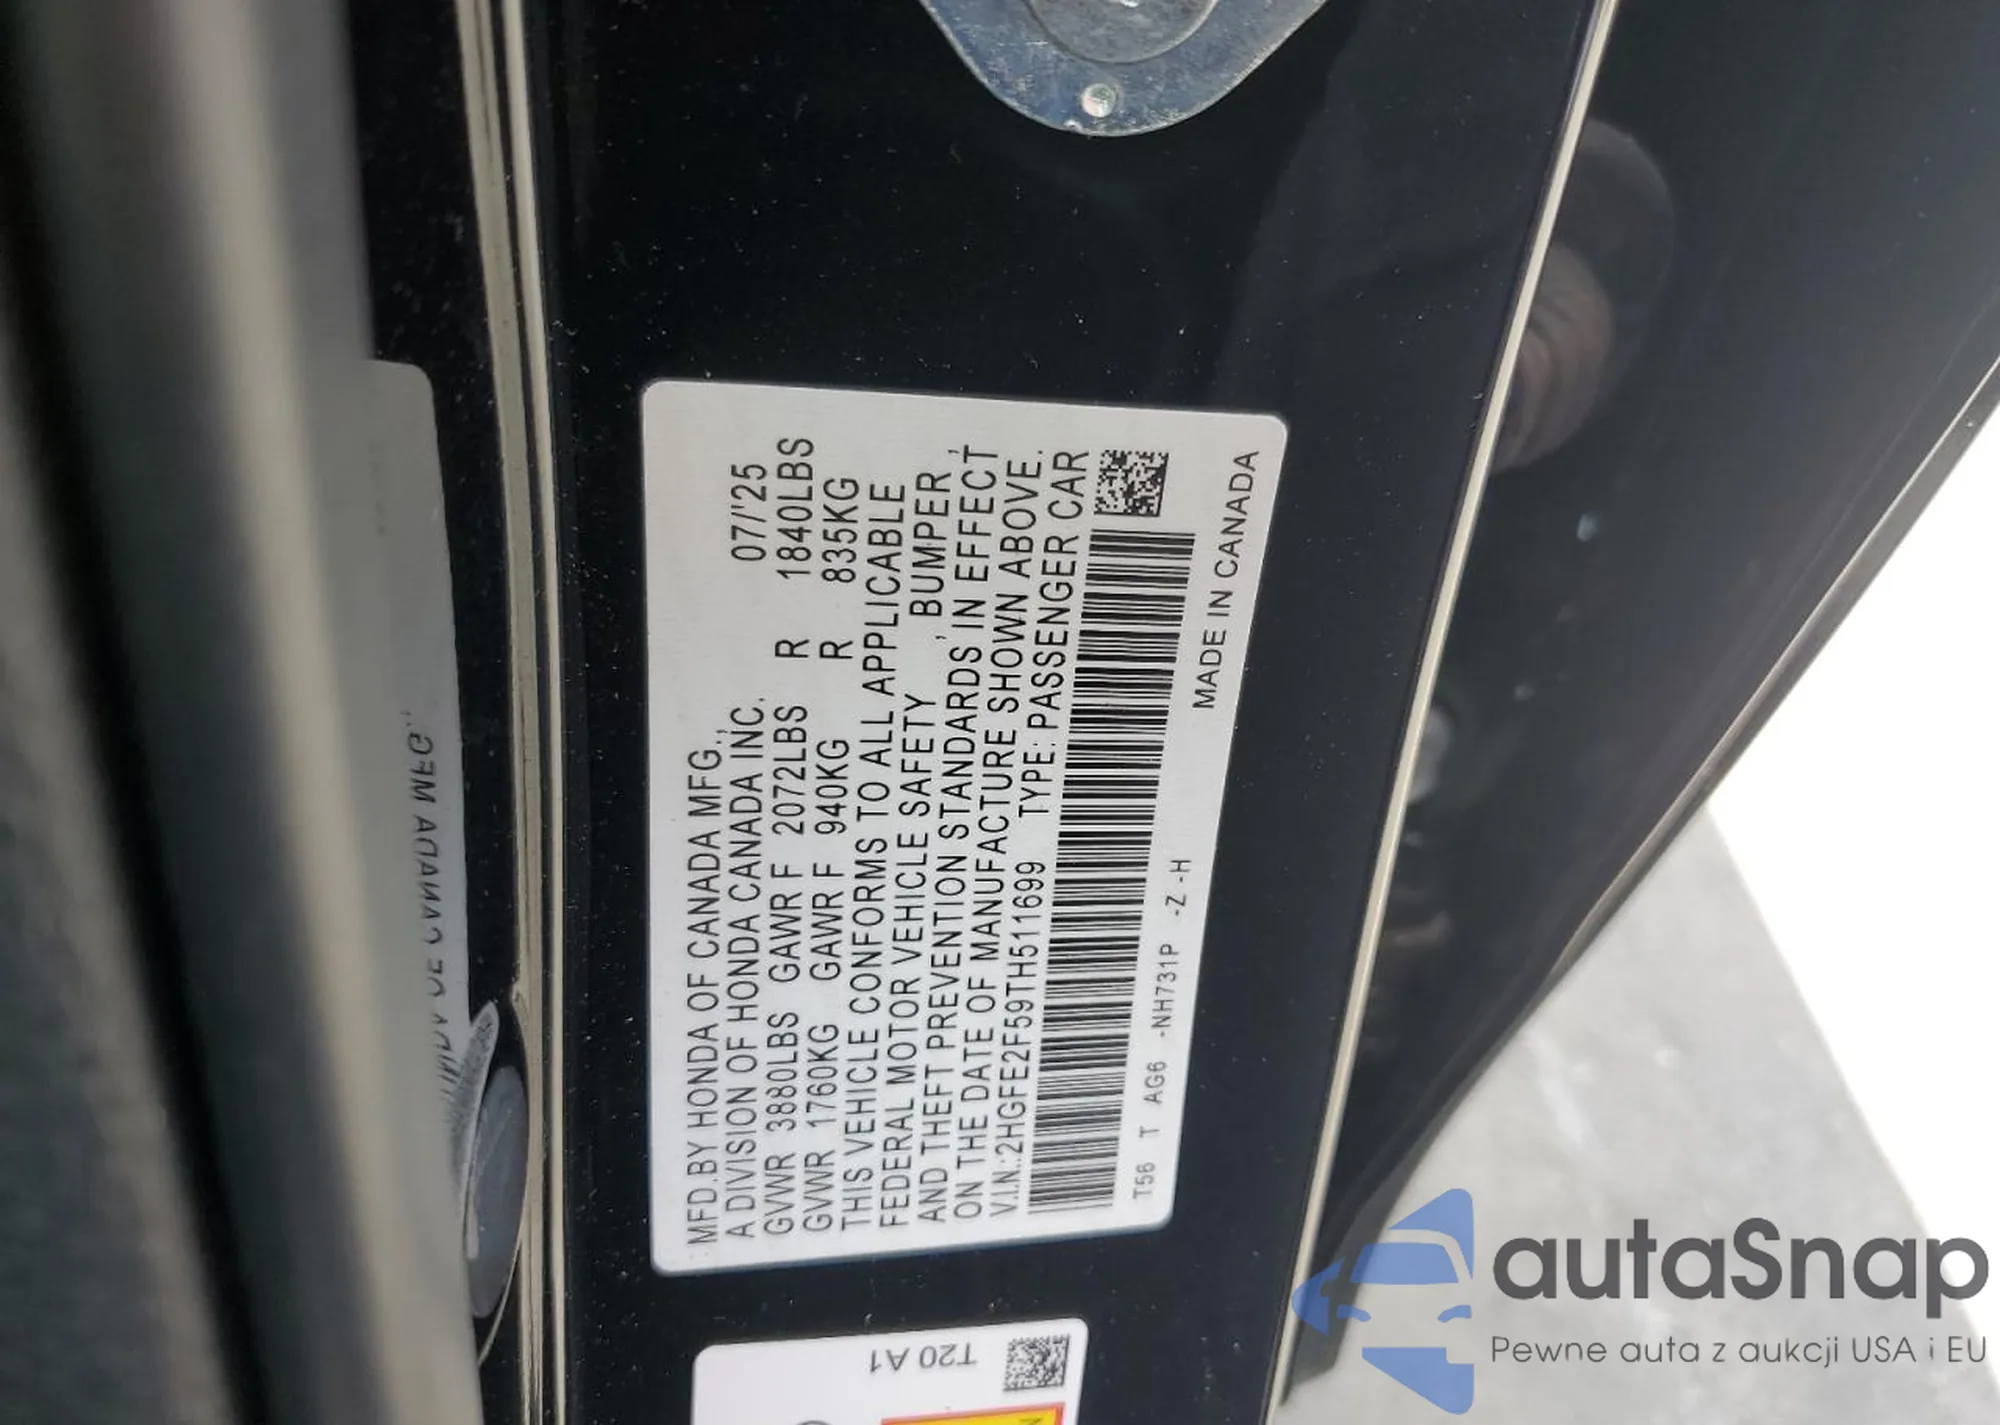 MFD.BY HONDA OF CANADA MFG.,
A DIVISION OF HONDA CANADA INC. 07/'25
GVWR 3880LBS GAWR F 2072LBS R 1840LBS
GVWR 1760KG GAWR F 940KG R 835KG
THIS VEHICLE CONFORMS TO ALL APPLICABLE
FEDERAL MOTOR VEHICLE SAFETY , BUMPER ,
AND THEFT PREVENTION STANDARDS IN EFFECT
ON THE DATE OF MANUFACTURE SHOWN ABOVE.
V.I.N.:2HGFE2F59TH511699 TYPE: PASSENGER CAR
T56 T AG6 -NH731P -Z -H
MADE IN CANADA
T20 A1
autaSnap
Pewne auta z aukcji USA i EU